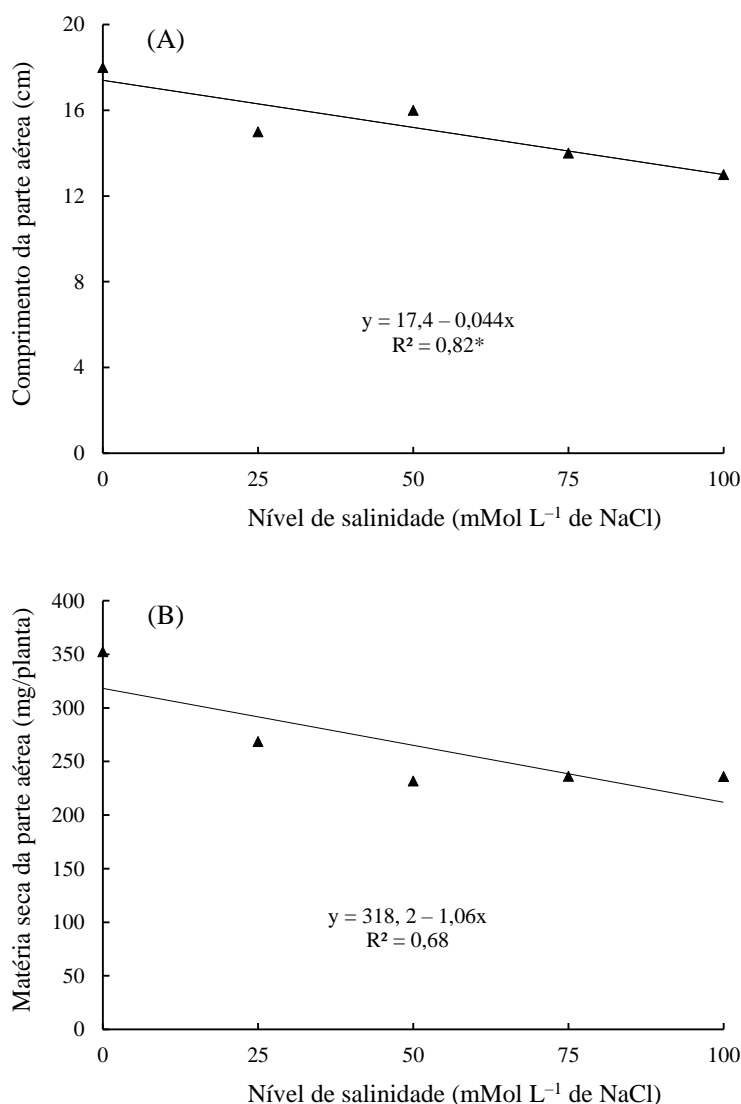 (A)
Comprimento da parte aérea (cm)
20
16
12
8
4
0
y = 17,4 – 0,044x
R² = 0,82*
0 25 50 75 100
Nível de salinidade (mMol L⁻¹ de NaCl)
(B)
Matéria seca da parte aérea (mg/planta)
400
350
300
250
200
150
100
50
0
y = 318, 2 – 1,06x
R² = 0,68
0 25 50 75 100
Nível de salinidade (mMol L⁻¹ de NaCl)